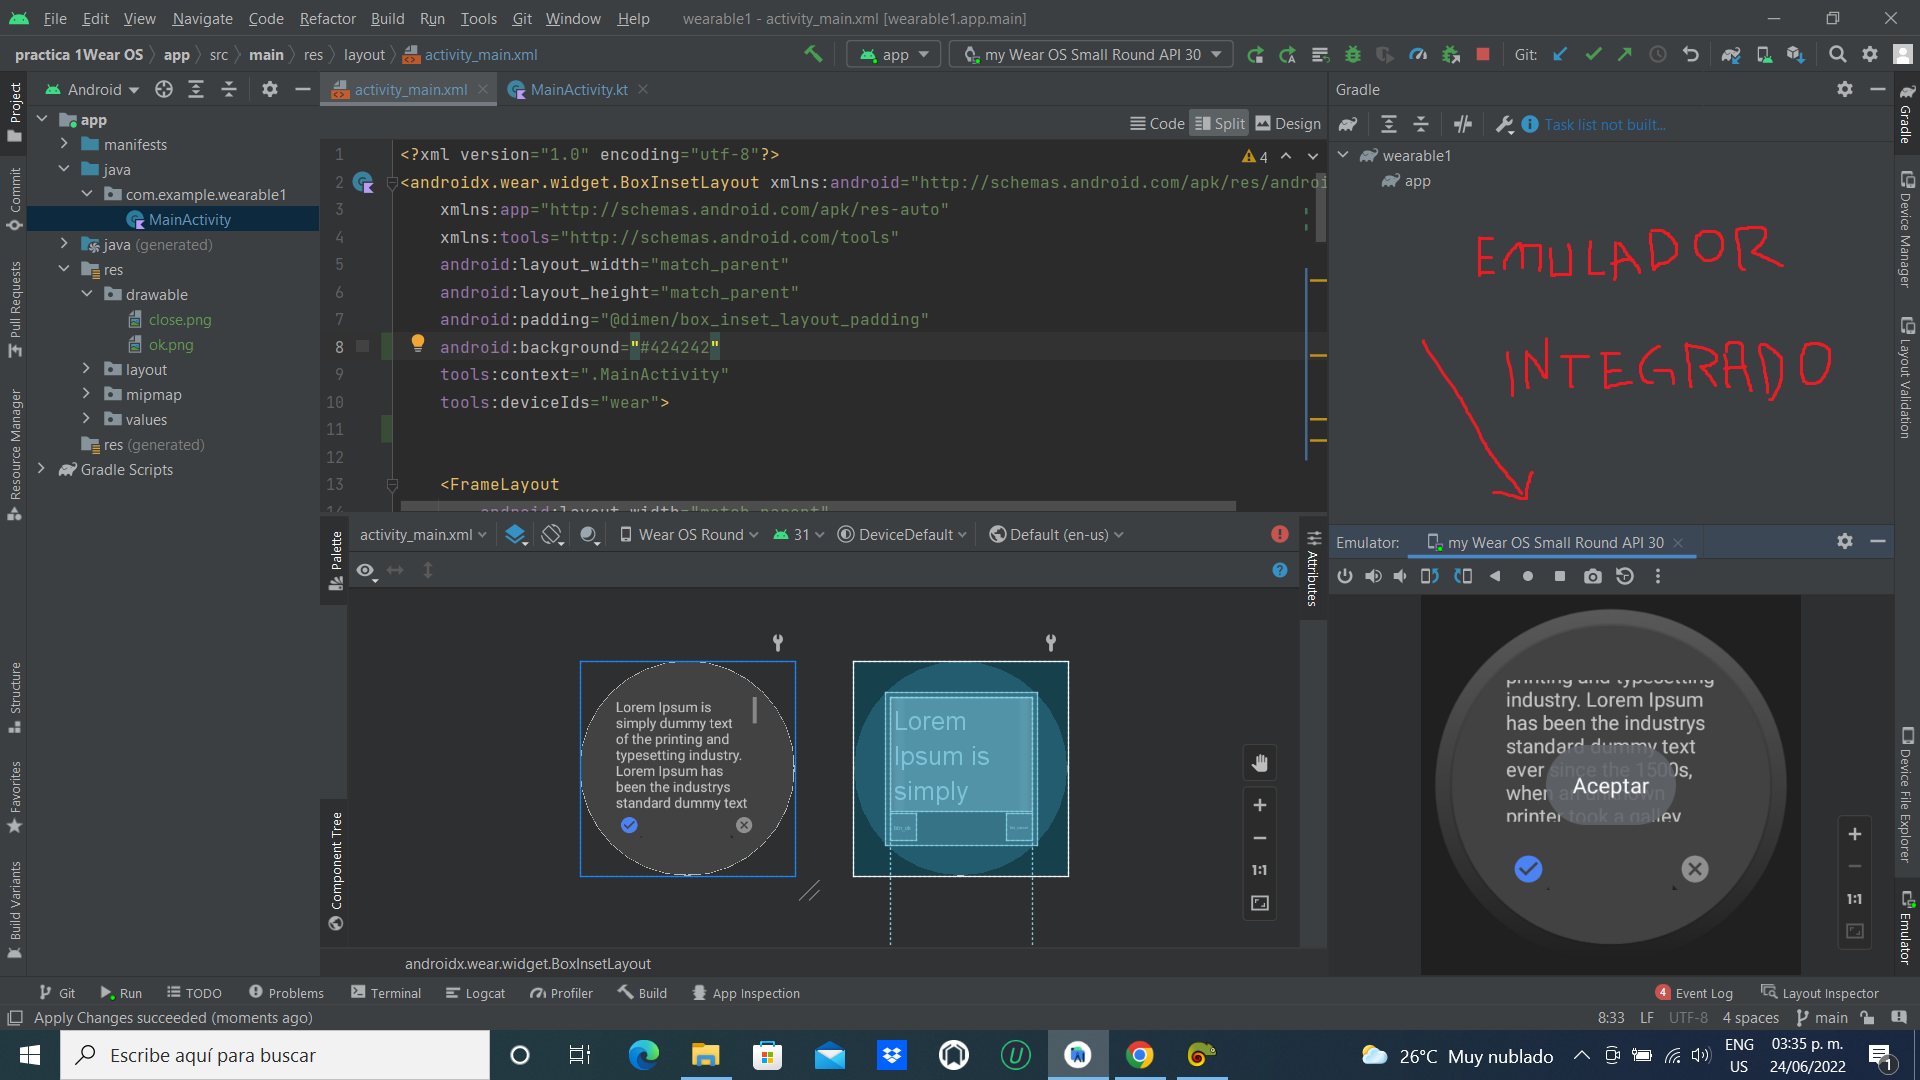 File Edit View Navigate Code Refactor Build Run Tools Git Window Help wearable1 - activity_main.xml [wearable1.app.main]
practica 1Wear OS app src main res layout activity_main.xml app my Wear OS Small Round API 30 Git:
Project
Android
app
manifests
java
com.example.wearable1
MainActivity
java (generated)
res
drawable
close.png
ok.png
layout
mipmap
values
res (generated)
Gradle Scripts
Commit
Pull Requests
Resource Manager
Structure
Favorites
Build Variants
activity_main.xml MainActivity.kt
Code Split Design
4
1 <?xml version="1.0" encoding="utf-8"?>
2 <androidx.wear.widget.BoxInsetLayout xmlns:android="http://schemas.android.com/apk/res/androi
3 xmlns:app="http://schemas.android.com/apk/res-auto"
4 xmlns:tools="http://schemas.android.com/tools"
5 android:layout_width="match_parent"
6 android:layout_height="match_parent"
7 android:padding="@dimen/box_inset_layout_padding"
8 android:background="#424242"
9 tools:context=".MainActivity"
10 tools:deviceIds="wear">
11
12
13 <FrameLayout
14 android:layout_width="match_parent"
Palette
Component Tree
activity_main.xml Wear OS Round 31 DeviceDefault Default (en-us)
Attributes
Lorem Ipsum is
simply dummy text
of the printing and
typesetting industry.
Lorem Ipsum has
been the industrys
standard dummy text
Lorem
Ipsum is
simply
1:1
androidx.wear.widget.BoxInsetLayout
Gradle
Task list not built...
wearable1
app
EMULADOR
INTEGRADO
Emulator: my Wear OS Small Round API 30
printing and typesetting
industry. Lorem Ipsum
has been the industrys
standard dummy text
ever since the 1500s,
when an unknown
printer took a galley
Aceptar
1:1
Gradle
Device Manager
Layout Validation
Device File Explorer
Emulator
Git Run TODO Problems Terminal Logcat Profiler Build App Inspection 4 Event Log Layout Inspector
Apply Changes succeeded (moments ago) 8:33 LF UTF-8 4 spaces main
Escribe aquí para buscar 26°C Muy nublado ENG US 03:35 p. m. 24/06/2022 1